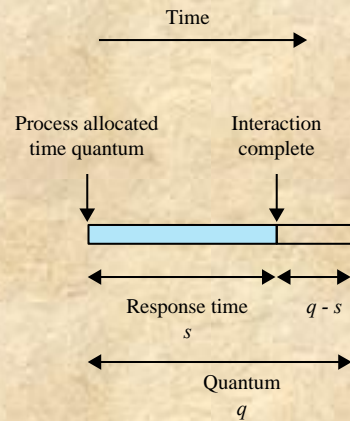 Time
Process allocated
time quantum
Interaction
complete
Response time
s
q - s
Quantum
q